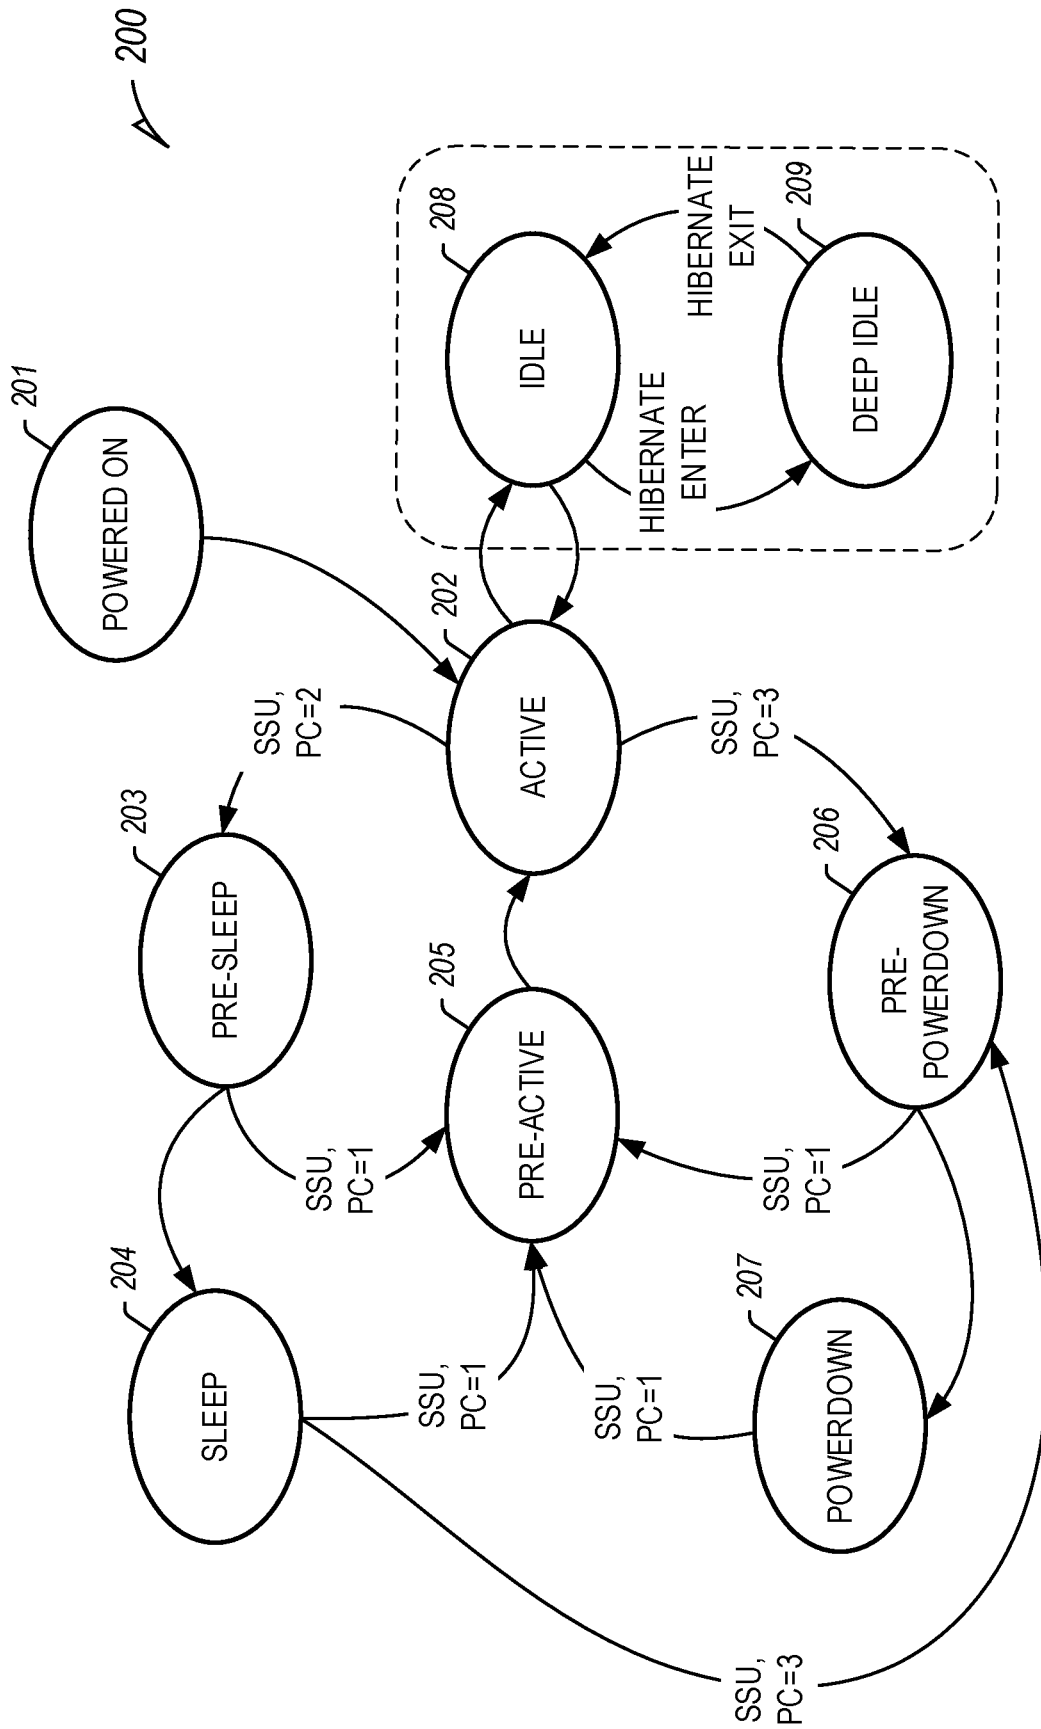 200
201
POWERED ON
203
PRE-SLEEP
204
SLEEP
SSU,
PC=2
202
ACTIVE
208
IDLE
205
PRE-ACTIVE
SSU,
PC=1
SSU,
PC=1
SSU,
PC=1
SSU,
PC=1
HIBERNATE
ENTER
HIBERNATE
EXIT
SSU,
PC=3
207
POWERDOWN
206
PRE-
POWERDOWN
209
DEEP IDLE
SSU,
PC=3